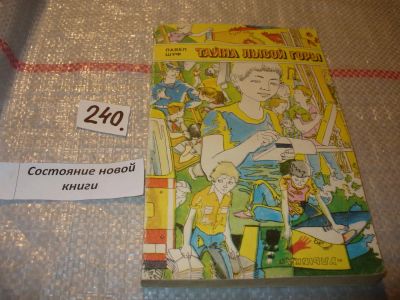 ПАВЕЛ
ШУФ
ТАЙНА ЛЫСОЙ ГОРЫ
240.
Состояние новой
книги